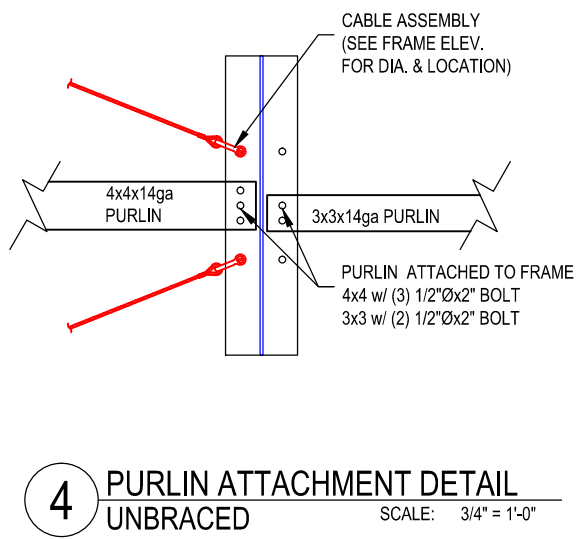 CABLE ASSEMBLY
(SEE FRAME ELEV.
FOR DIA. & LOCATION)
4x4x14ga
PURLIN
3x3x14ga PURLIN
PURLIN ATTACHED TO FRAME
4x4 w/ (3) 1/2"Øx2" BOLT
3x3 w/ (2) 1/2"Øx2" BOLT
4
PURLIN ATTACHMENT DETAIL
UNBRACED
SCALE: 3/4" = 1'-0"